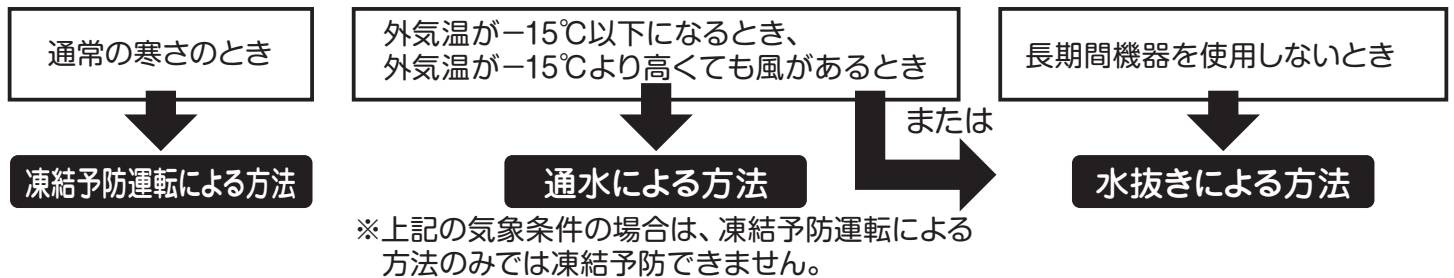 通常の寒さのとき
外気温が－15℃以下になるとき、
外気温が－15℃より高くても風があるとき
長期間機器を使用しないとき
または
凍結予防運転による方法
通水による方法
水抜きによる方法
※上記の気象条件の場合は、凍結予防運転による
方法のみでは凍結予防できません。